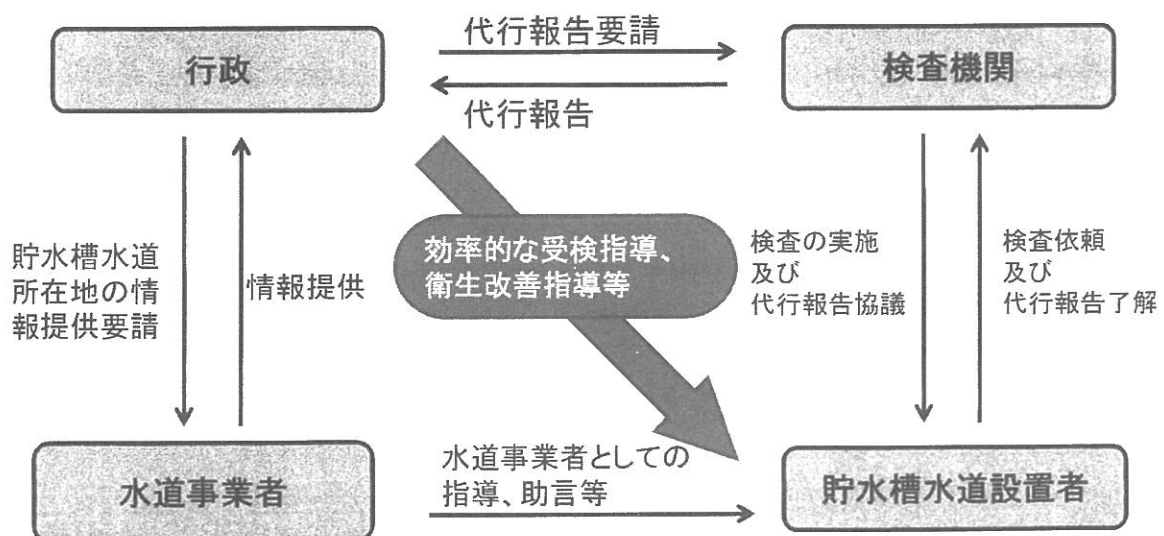 代行報告要請
行政
検査機関
代行報告
貯水槽水道
所在地の情
報提供要請
情報提供
効率的な受検指導、
衛生改善指導等
検査の実施
及び
代行報告協議
検査依頼
及び
代行報告了解
水道事業者
水道事業者としての
指導、助言等
貯水槽水道設置者